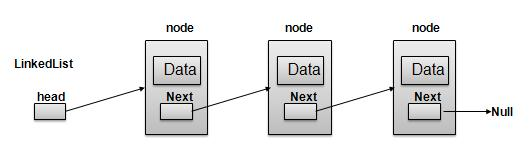 node node node
LinkedList
Data Data Data
head Next Next Next
Null